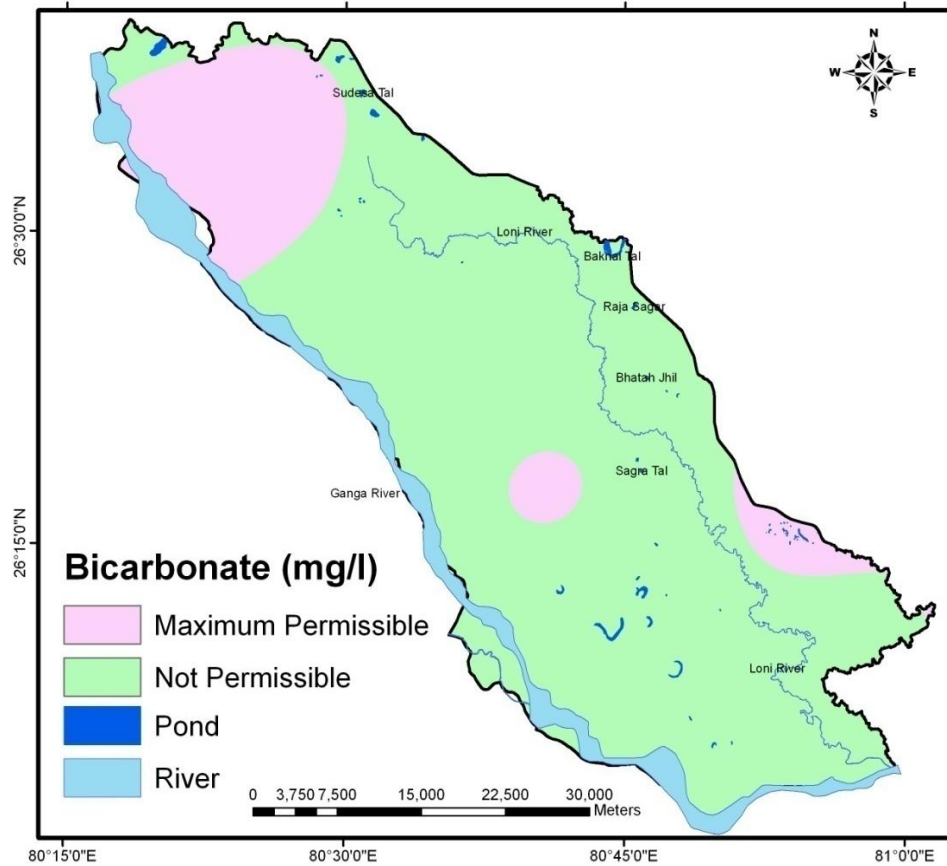 N
W E
S
Sudesa Tal
26°30'0"N
Loni River
Baknai Tal
Raja Sagar
Bhatah Jhil
Sagra Tal
Ganga River
26°15'0"N
Bicarbonate (mg/l)
Maximum Permissible
Not Permissible
Loni River
Pond
River
0 3,750 7,500 15,000 22,500 30,000
Meters
80°15'0"E 80°30'0"E 80°45'0"E 81°0'0"E